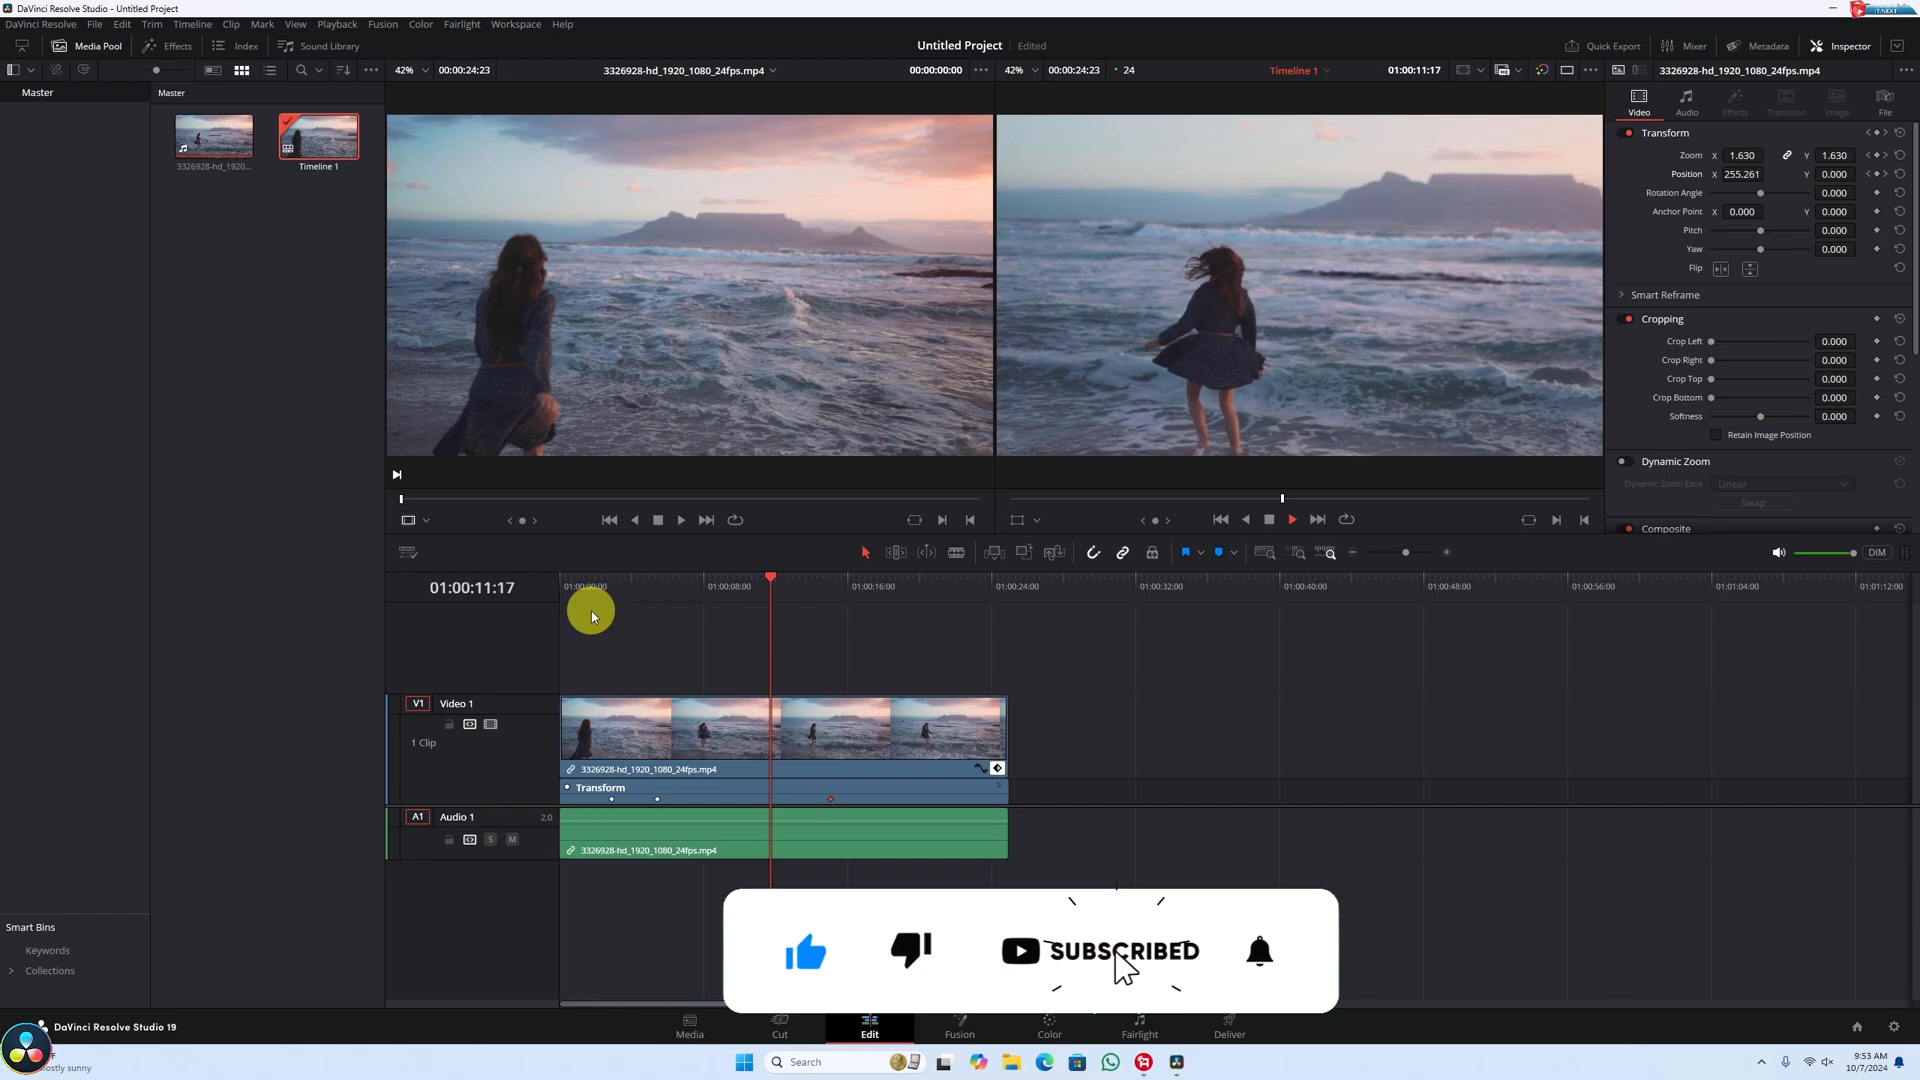 DaVinci Resolve Studio - Untitled Project
IT.NEXT
DaVinci Resolve File Edit Trim Timeline Clip Mark View Playback Fusion Color Fairlight Workspace Help
Media Pool Effects Index Sound Library Untitled Project Edited Quick Export Mixer Metadata Inspector
42% 00:00:24:23 3326928-hd_1920_1080_24fps.mp4 00:00:00:00 42% 00:00:24:23 24 Timeline 1 01:00:11:17 3326928-hd_1920_1080_24fps.mp4
Master Master
Video Audio Effects Transition Image File
3326928-hd_1920... Timeline 1
Transform
Zoom X 1.630 Y 1.630
Position X 255.261 Y 0.000
Rotation Angle 0.000
Anchor Point X 0.000 Y 0.000
Pitch 0.000
Yaw 0.000
Flip
Smart Reframe
Cropping
Crop Left 0.000
Crop Right 0.000
Crop Top 0.000
Crop Bottom 0.000
Softness 0.000
Retain Image Position
Dynamic Zoom
Dynamic Zoom Ease Linear
Swap
Composite
DIM
01:00:11:17 01:00:00:00 01:00:08:00 01:00:16:00 01:00:24:00 01:00:32:00 01:00:40:00 01:00:48:00 01:00:56:00 01:01:04:00 01:01:12:00
V1 Video 1
1 Clip
3326928-hd_1920_1080_24fps.mp4
Transform
A1 Audio 1 2.0
S M
3326928-hd_1920_1080_24fps.mp4
Smart Bins
Keywords
Collections
SUBSCRIBED
DaVinci Resolve Studio 19
Media Cut Edit Fusion Color Fairlight Deliver
Search
9:53 AM
10/7/2024